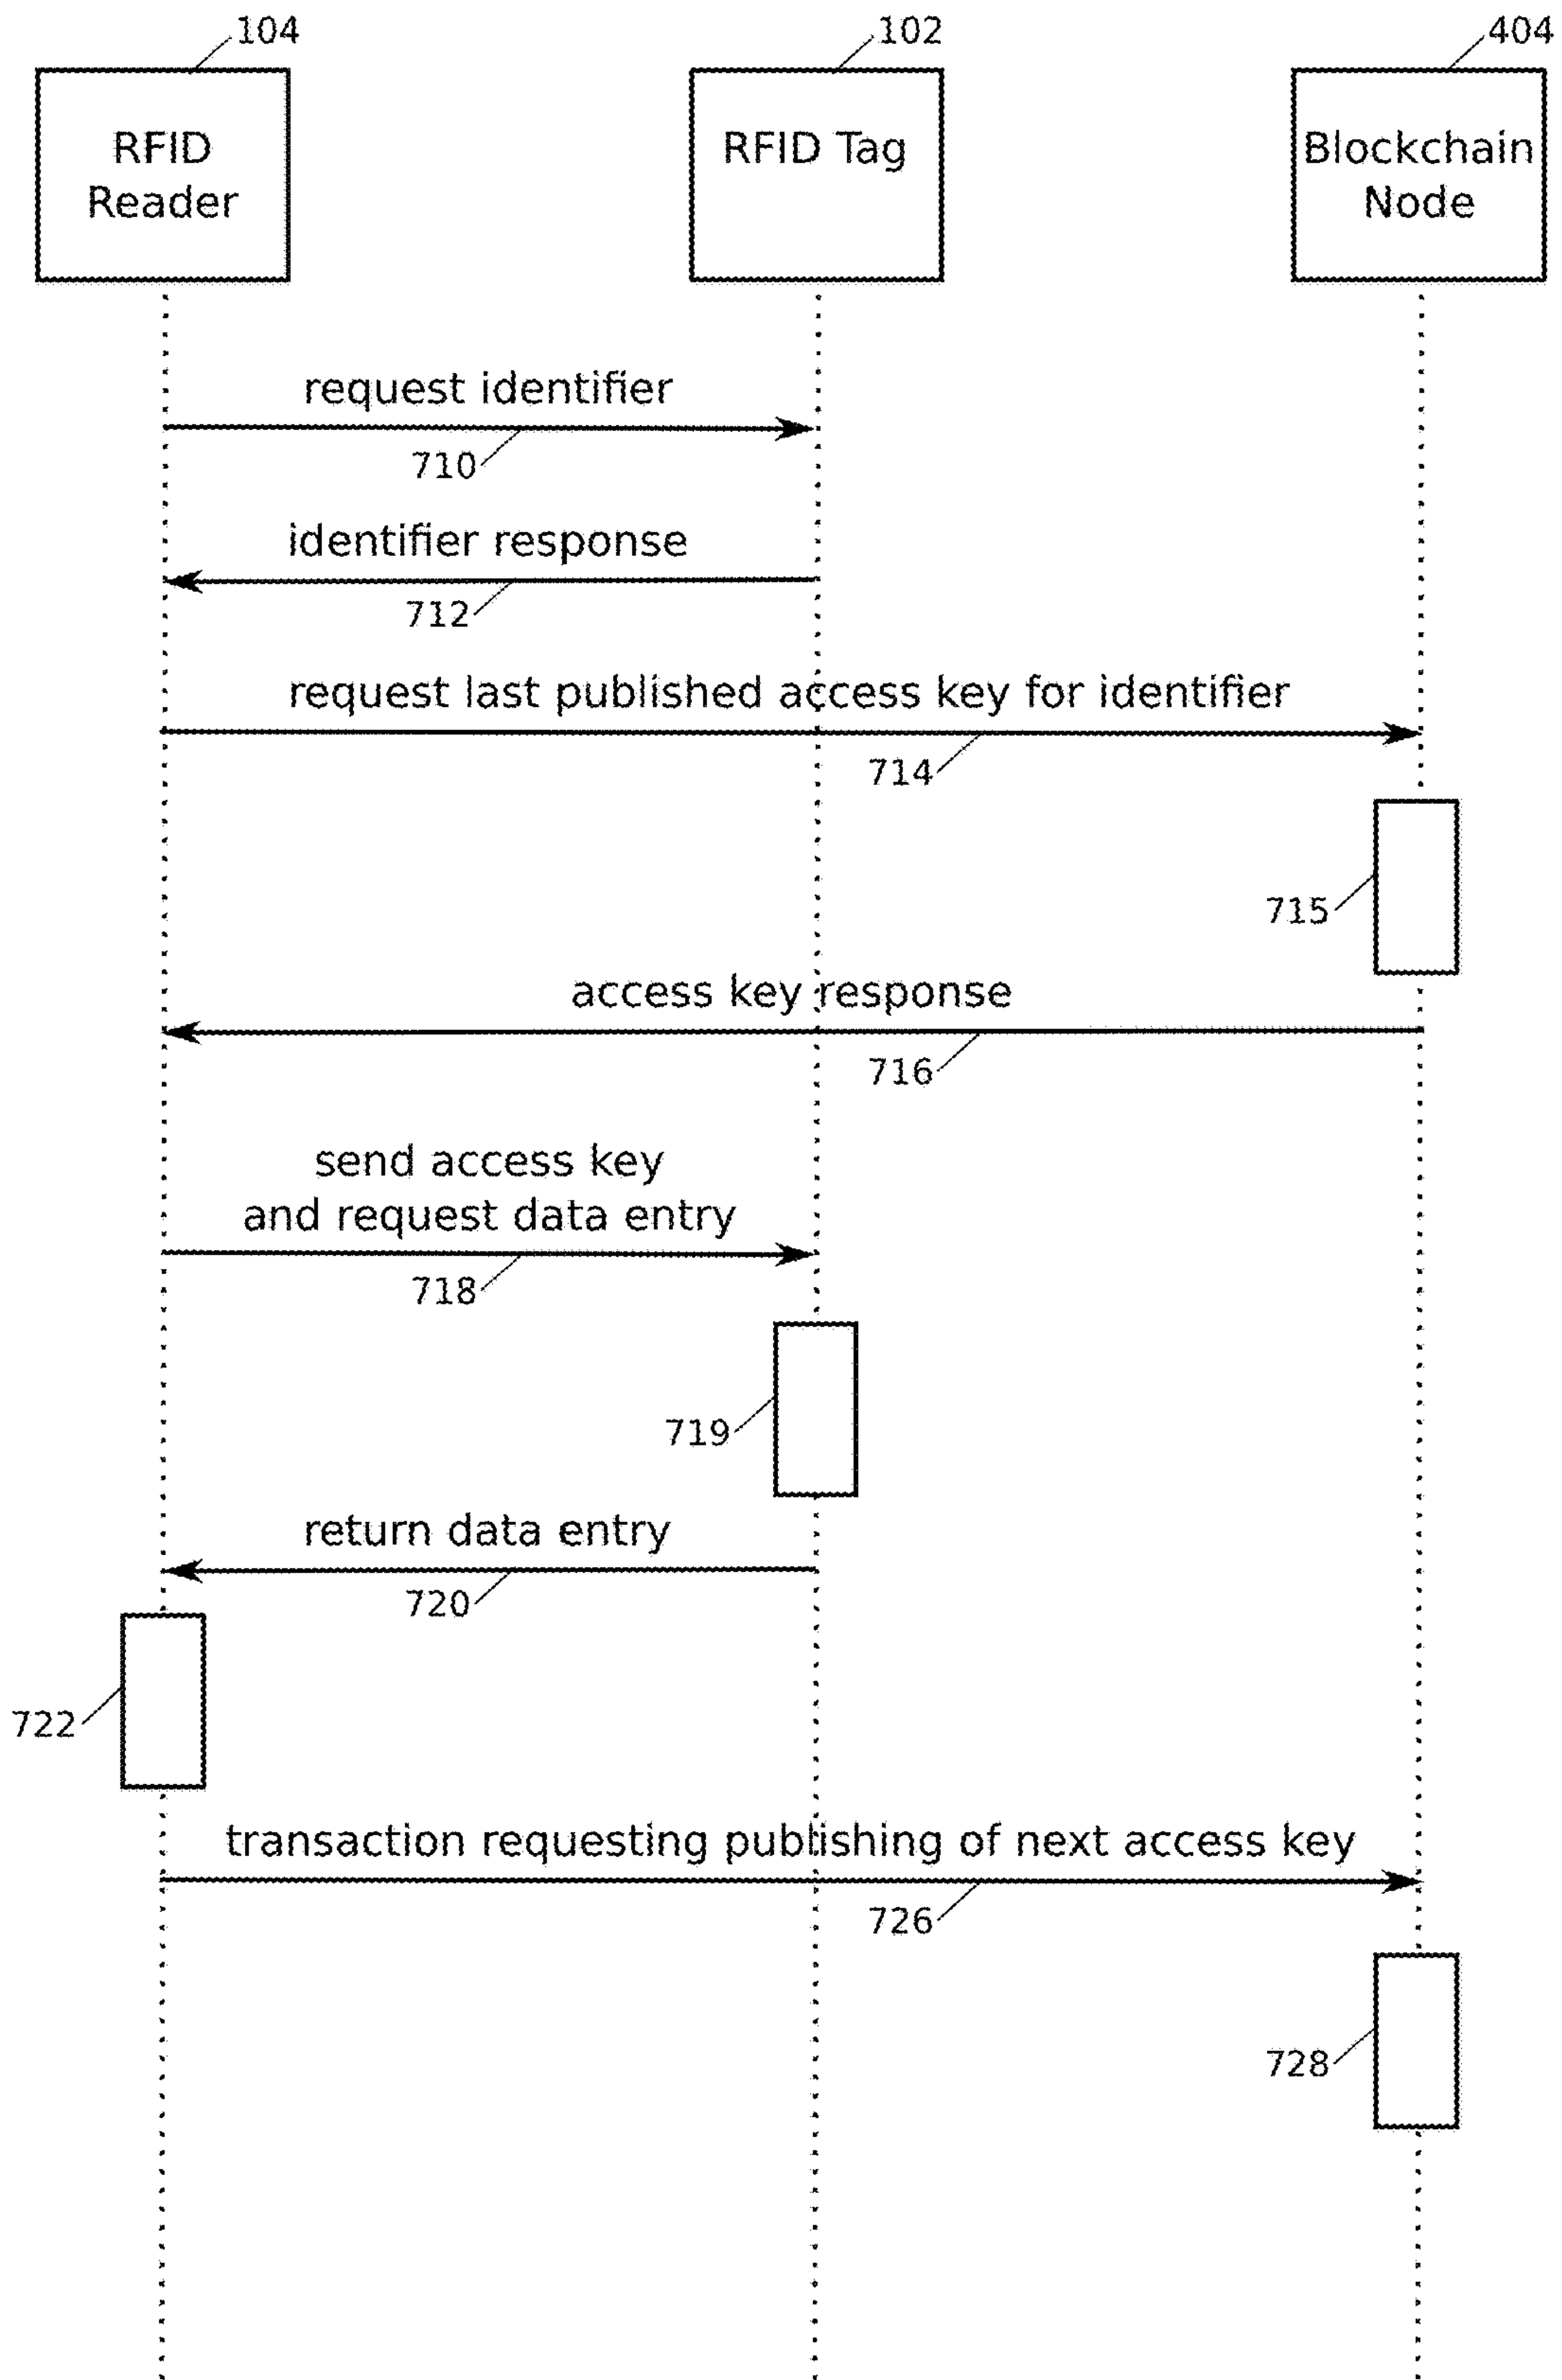 104
102
404
RFID
Reader
RFID Tag
Blockchain
Node
request identifier
710
identifier response
712
request last published access key for identifier
714
715
access key response
716
send access key
and request data entry
718
719
return data entry
720
722
transaction requesting publishing of next access key
726
728